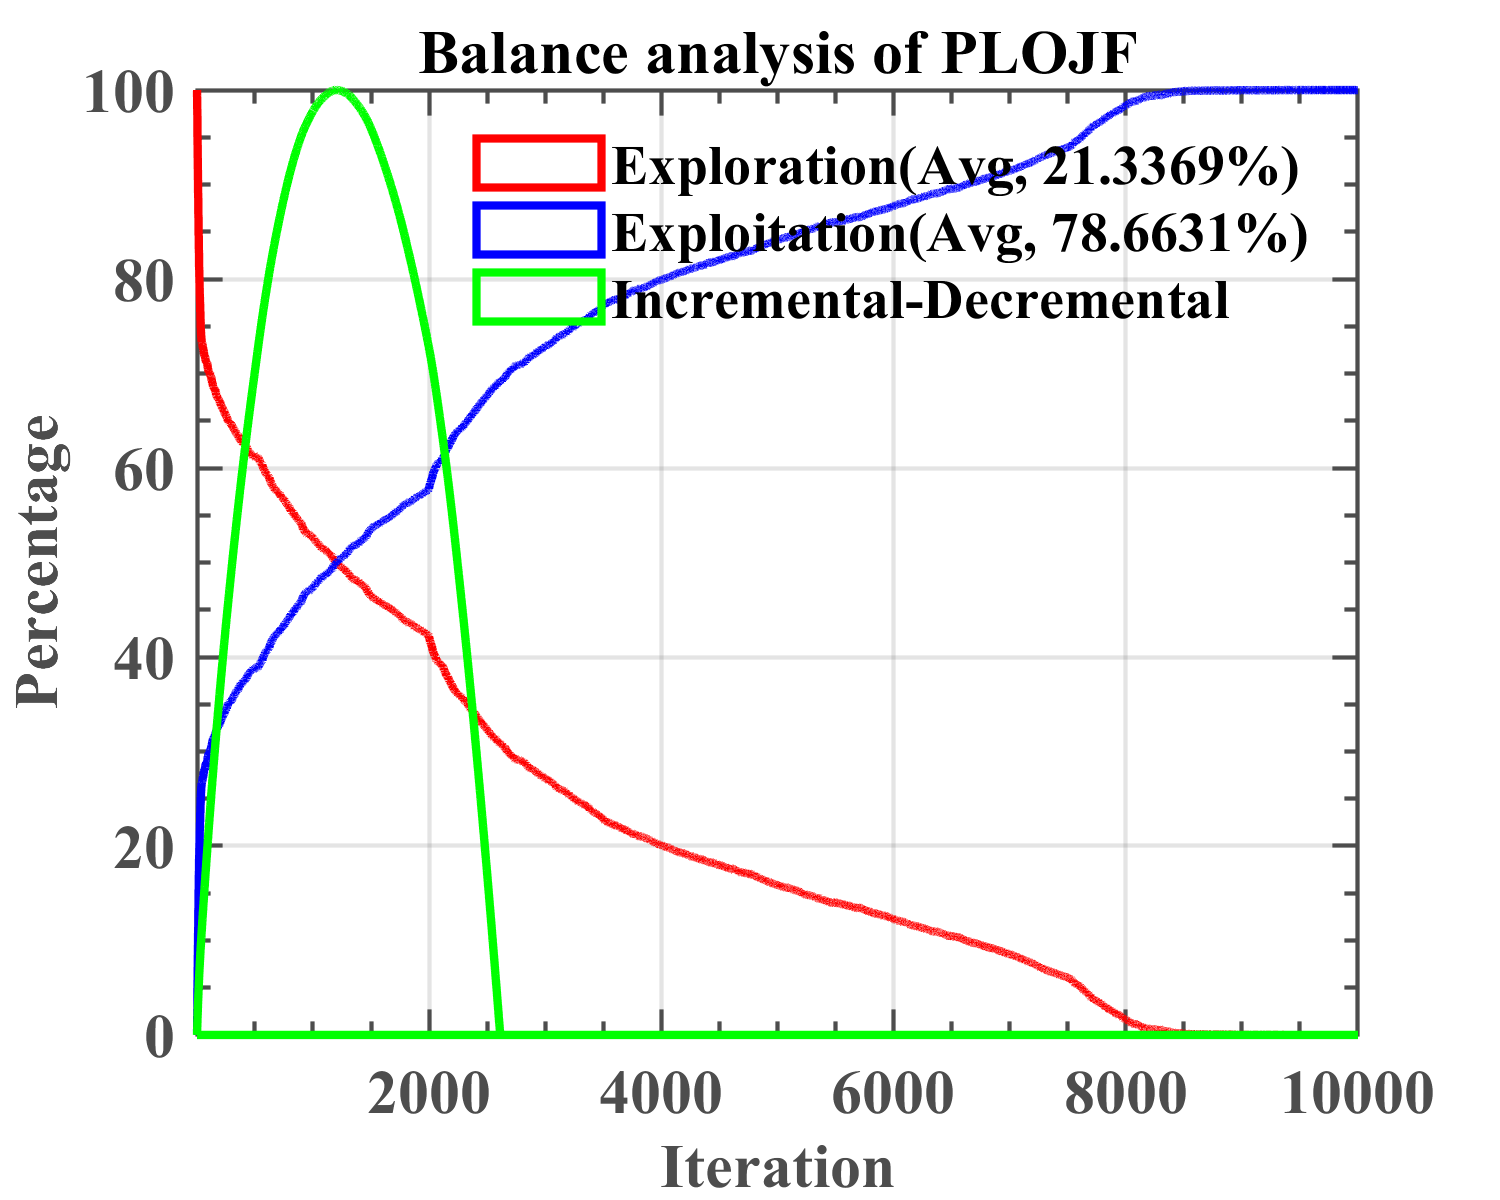 Balance analysis of PLOJF
100
80
60
40
20
0
Percentage
Exploration(Avg, 21.3369%)
Exploitation(Avg, 78.6631%)
Incremental-Decremental
2000 4000 6000 8000 10000
Iteration